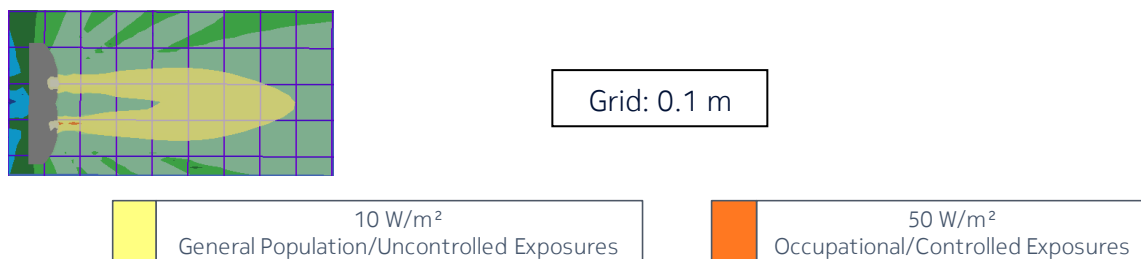 Grid: 0.1 m
10 W/m²
General Population/Uncontrolled Exposures
50 W/m²
Occupational/Controlled Exposures